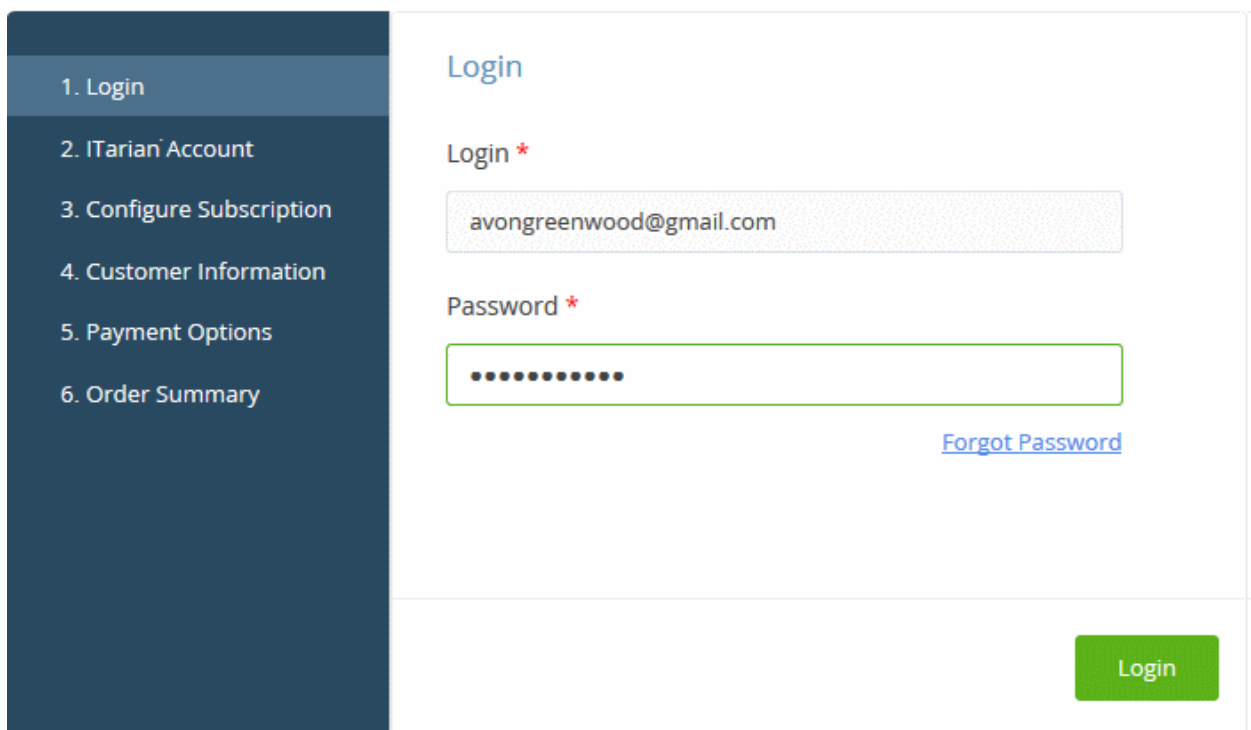 1. Login
2. ITarian Account
3. Configure Subscription
4. Customer Information
5. Payment Options
6. Order Summary
Login
Login *
avongreenwood@gmail.com
Password *
•••••••••••
Forgot Password
Login